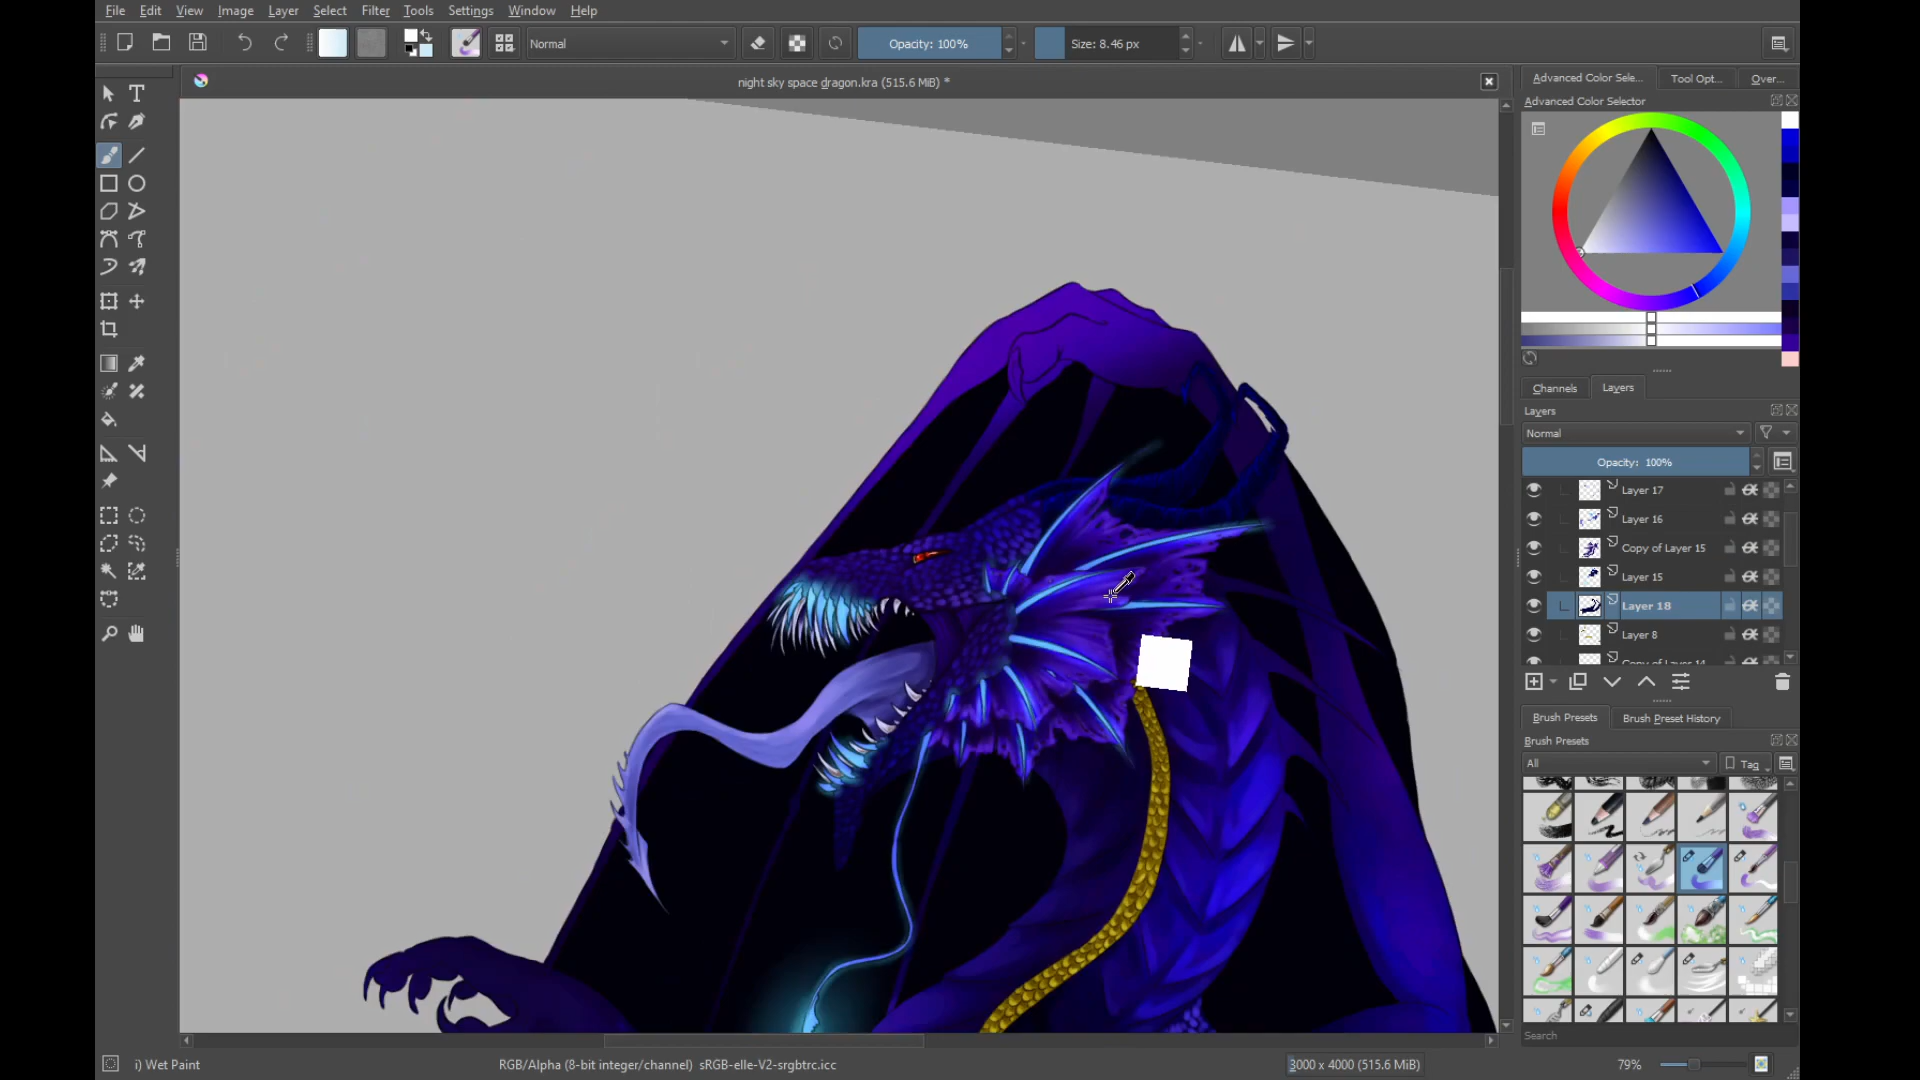 File Edit View Select Filter Tools Settings Window Help
Image Layer
Normal
Opacity: 100%
Size: 8.46 px
night sky space dragon.kra (515.6 MiB) *
Advanced Color Sele...
Tool Opt...
Over...
Advanced Color Selector
Channels
Layers
Layers
Normal
Opacity: 100%
Layer 17
Layer 16
Copy of Layer 15
Layer 15
Layer 18
Layer 8
Copy of Layer 14
Brush Presets
Brush Preset History
Brush Presets
All
Tag
Search
i) Wet Paint
RGB/Alpha (8-bit integer/channel) sRGB-elle-V2-srgbtrc.icc
3000 x 4000 (515.6 MiB)
79%